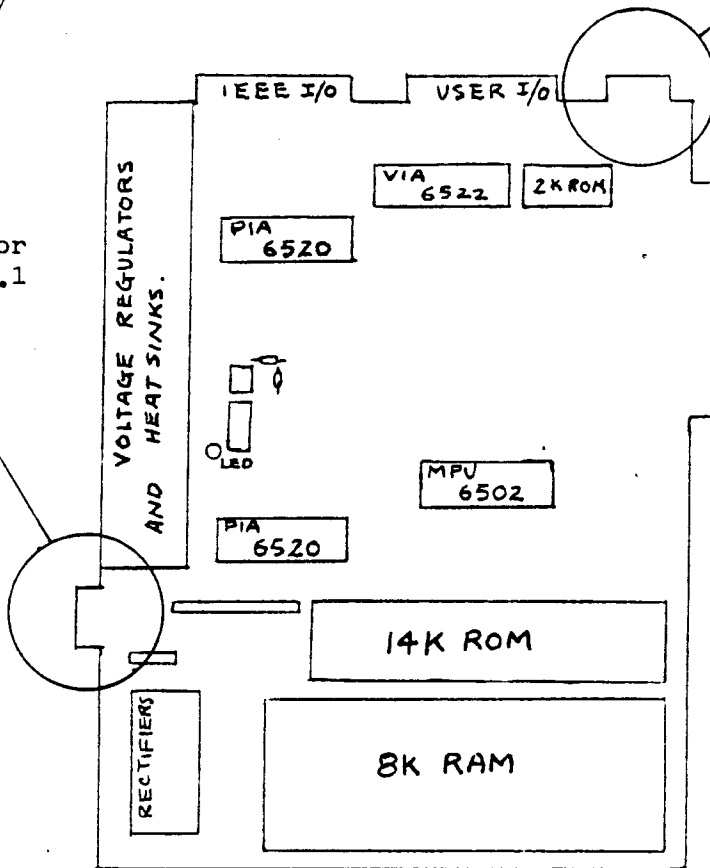 IEEE I/O
USER I/O
VIA
6522
2K ROM
PIA
6520
or
.1
VOLTAGE REGULATORS
AND HEAT SINKS.
LED
MPU
6502
PIA
6520
14K ROM
RECTIFIERS
8K RAM